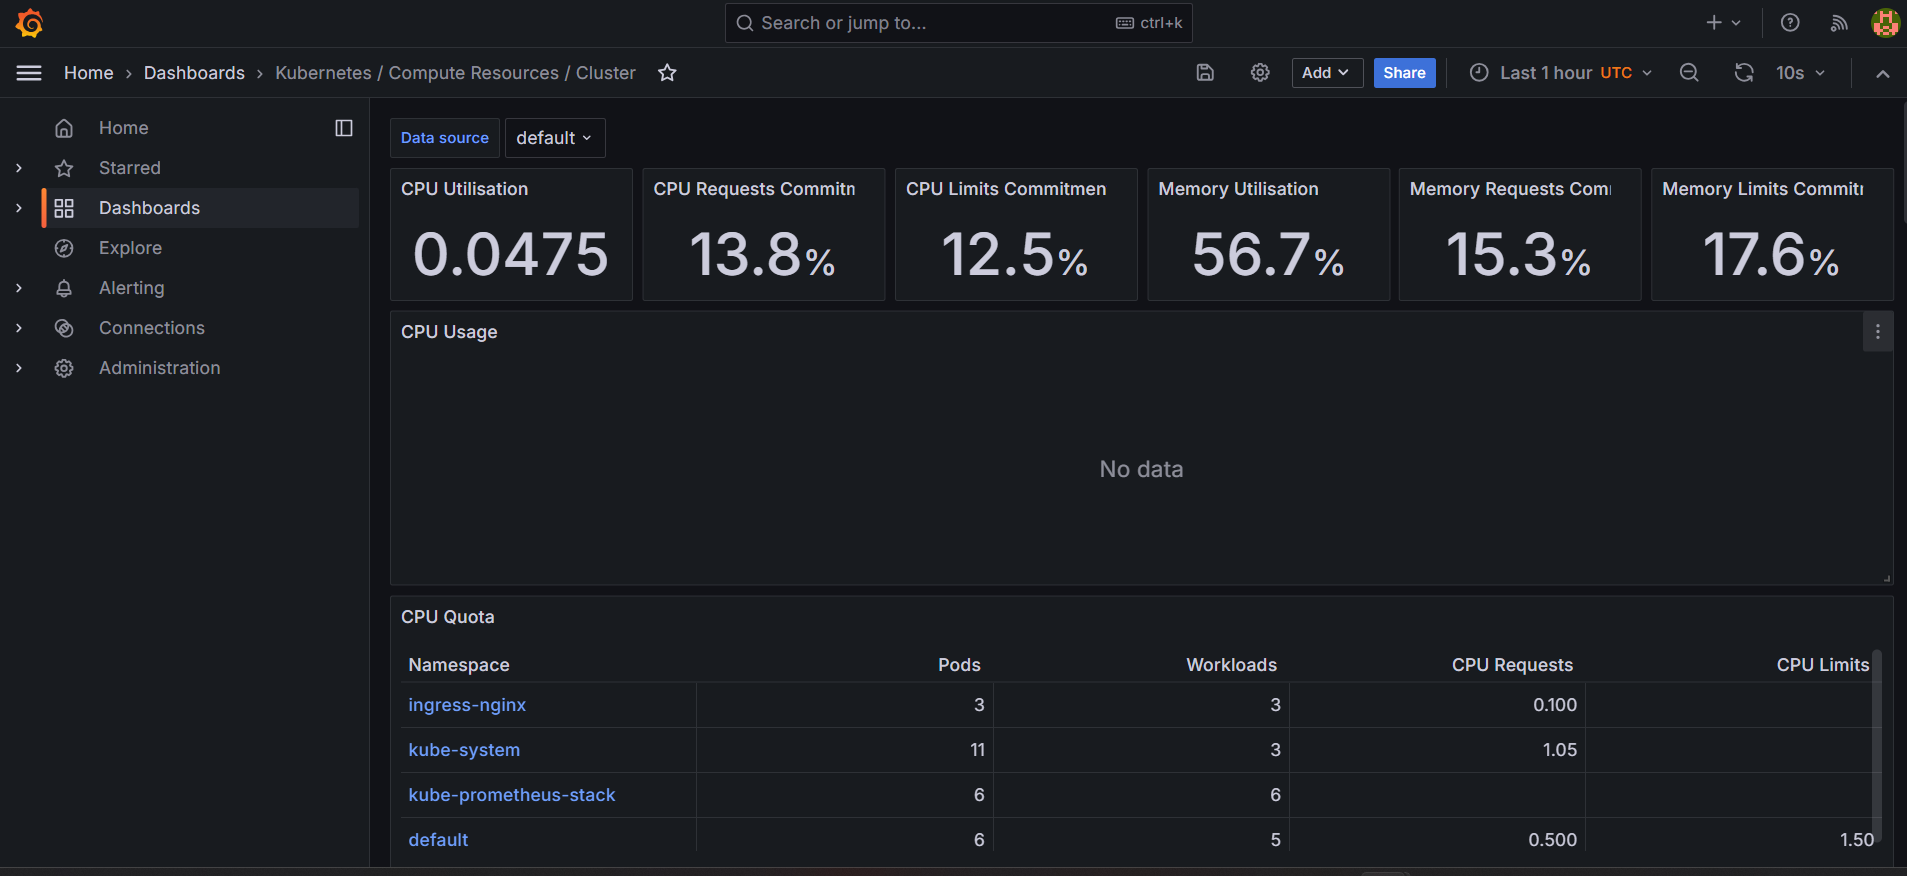 Search or jump to... ctrl+k
Home › Dashboards › Kubernetes / Compute Resources / Cluster Add Share Last 1 hour UTC 10s
Home
Starred
Dashboards
Explore
Alerting
Connections
Administration
Data source default
CPU Utilisation
0.0475
CPU Requests Commitm
13.8%
CPU Limits Commitmen
12.5%
Memory Utilisation
56.7%
Memory Requests Com
15.3%
Memory Limits Commit
17.6%
CPU Usage
No data
CPU Quota
Namespace Pods Workloads CPU Requests CPU Limits
ingress-nginx 3 3 0.100
kube-system 11 3 1.05
kube-prometheus-stack 6 6
default 6 5 0.500 1.50